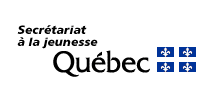 Secrétariat
à la jeunesse
Québec